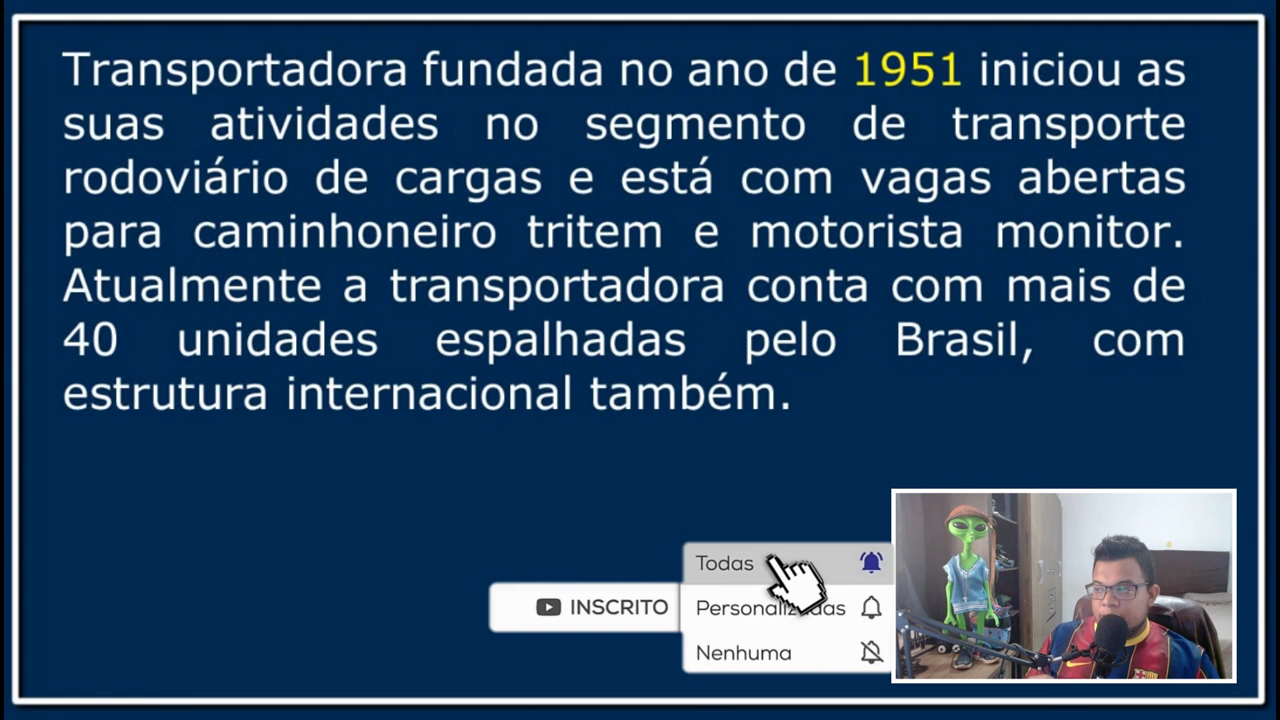 Transportadora fundada no ano de 1951 iniciou as
suas atividades no segmento de transporte
rodoviário de cargas e está com vagas abertas
para caminhoneiro tritem e motorista monitor.
Atualmente a transportadora conta com mais de
40 unidades espalhadas pelo Brasil, com
estrutura internacional também.
INSCRITO
Todas
Personalizadas
Nenhuma